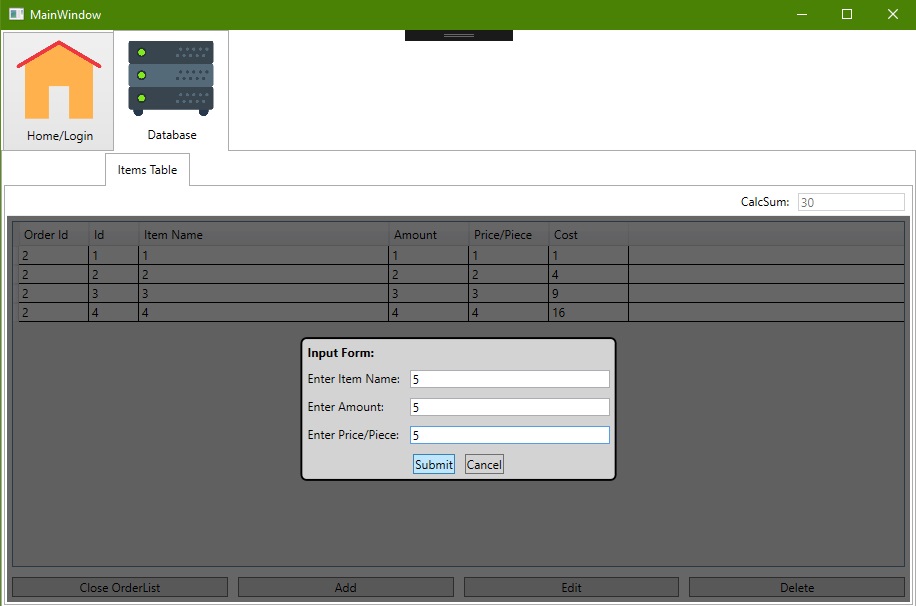 MainWindow
Home/Login
Database
Items Table
CalcSum: 30
Order Id Id Item Name Amount Price/Piece Cost
2 1 1 1 1 1
2 2 2 2 2 4
2 3 3 3 3 9
2 4 4 4 4 16
Input Form:
Enter Item Name: 5
Enter Amount: 5
Enter Price/Piece: 5
Submit Cancel
Close OrderList Add Edit Delete